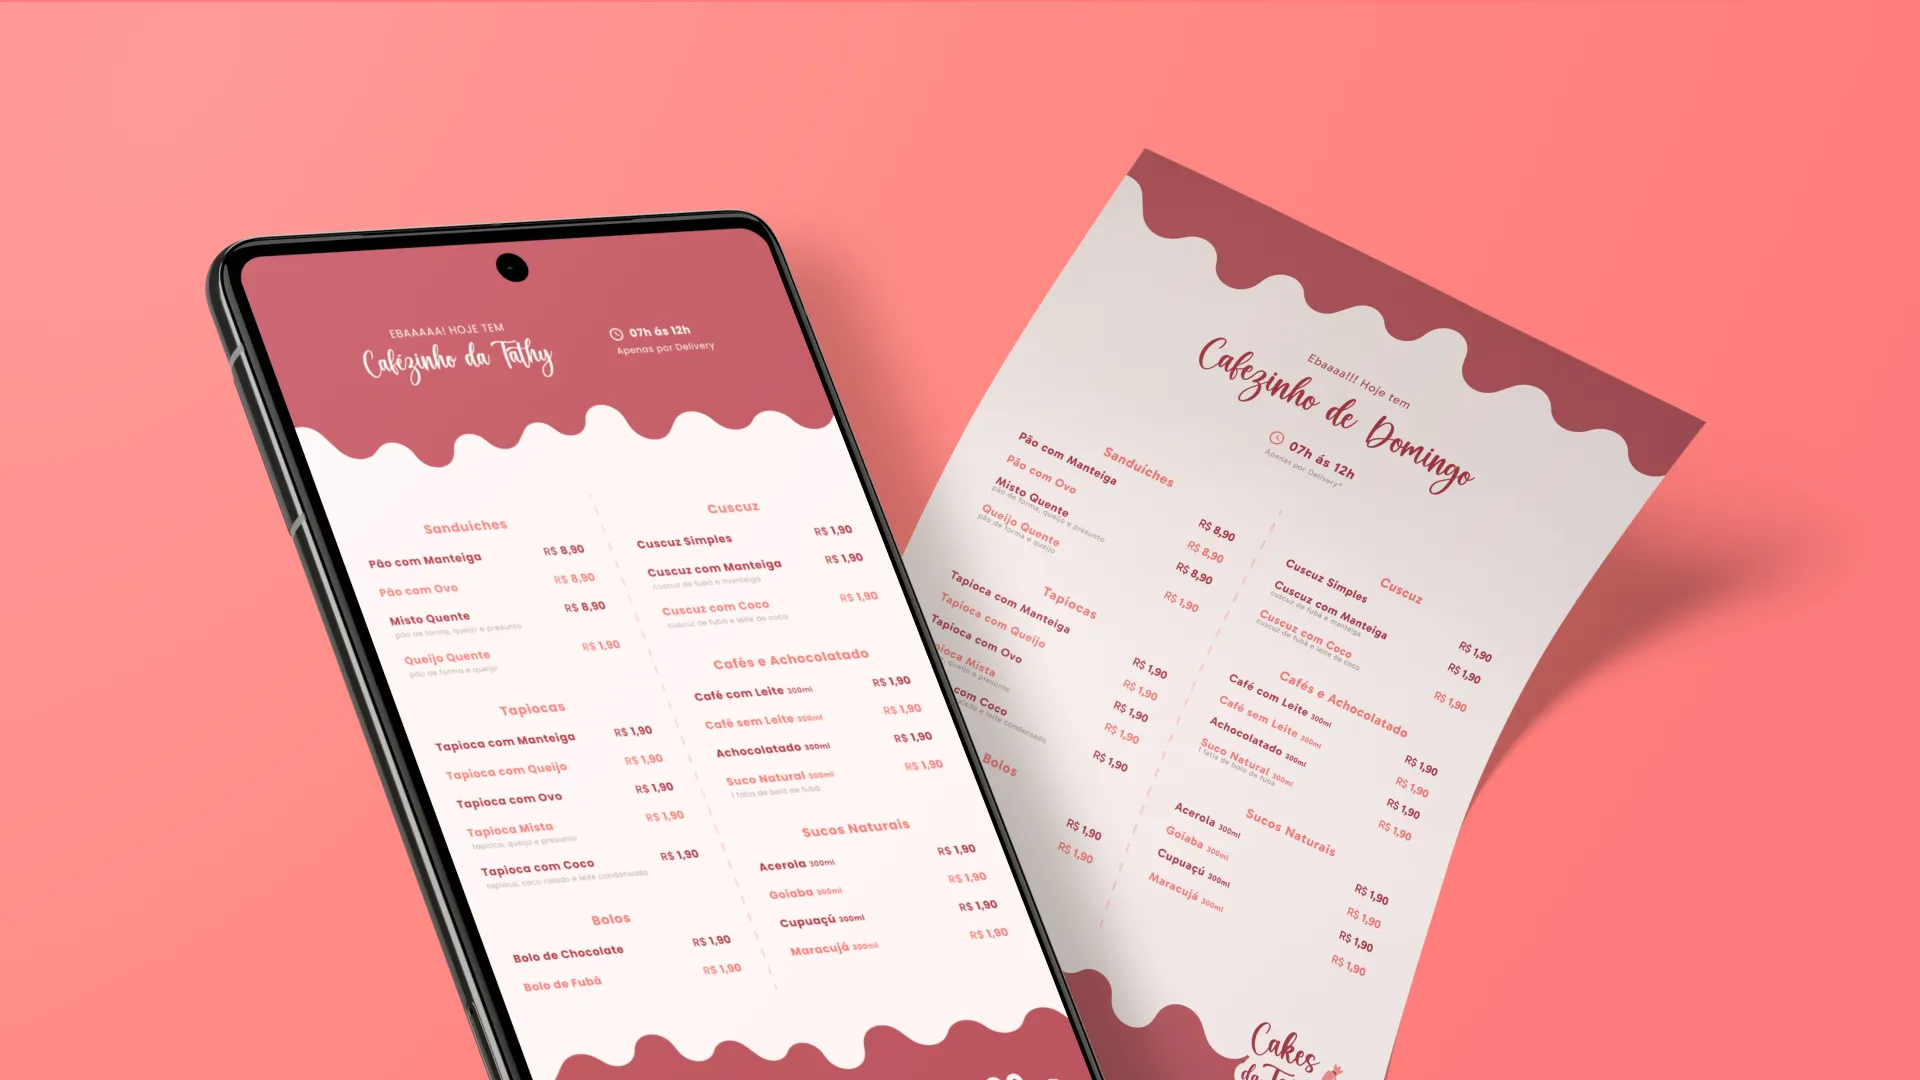 EBAAAAA! HOJE TEM
Cafézinho da Tathy
07h ás 12h
Apenas por Delivery
Sanduíches
Pão com Manteiga R$ 8,90
Pão com Ovo R$ 8,90
Misto Quente R$ 8,90
pão de forma, queijo e presunto
Queijo Quente R$ 1,90
pão de forma e queijo
Tapiocas
Tapioca com Manteiga R$ 1,90
Tapioca com Queijo R$ 1,90
Tapioca com Ovo R$ 1,90
Tapioca Mista R$ 1,90
tapioca, queijo e presunto
Tapioca com Coco R$ 1,90
tapioca, coco ralado e leite condensado
Bolos
Bolo de Chocolate R$ 1,90
Bolo de Fubá R$ 1,90
Cuscuz
Cuscuz Simples R$ 1,90
Cuscuz com Manteiga R$ 1,90
cuscuz de fubá e manteiga
Cuscuz com Coco R$ 1,90
cuscuz de fubá e leite de coco
Cafés e Achocolatado
Café com Leite 300ml R$ 1,90
Café sem Leite 300ml R$ 1,90
Achocolatado 300ml R$ 1,90
Suco Natural 300ml R$ 1,90
1 fatia de bolo de fubá
Sucos Naturais
Acerola 300ml R$ 1,90
Goiaba 300ml R$ 1,90
Cupuaçú 300ml R$ 1,90
Maracujá 300ml R$ 1,90
Ebaaaa!!! Hoje tem
Cafezinho de Domingo
07h ás 12h
Apenas por Delivery*
Sanduíches
Pão com Manteiga R$ 8,90
Pão com Ovo R$ 8,90
Misto Quente R$ 8,90
pão de forma, queijo e presunto
Queijo Quente R$ 1,90
pão de forma e queijo
Tapiocas
Tapioca com Manteiga R$ 1,90
Tapioca com Queijo R$ 1,90
Tapioca com Ovo R$ 1,90
Mista R$ 1,90
queijo e presunto
com Coco R$ 1,90
e leite condensado
Bolos
R$ 1,90
R$ 1,90
Cuscuz
Cuscuz Simples R$ 1,90
Cuscuz com Manteiga R$ 1,90
cuscuz de fubá e manteiga
Cuscuz com Coco R$ 1,90
cuscuz de fubá e leite de coco
Cafés e Achocolatado
Café com Leite 300ml R$ 1,90
Café sem Leite 300ml R$ 1,90
Achocolatado 300ml R$ 1,90
Suco Natural 300ml R$ 1,90
1 fatia de bolo de fubá
Sucos Naturais
Acerola 300ml R$ 1,90
Goiaba 300ml R$ 1,90
Cupuaçú 300ml R$ 1,90
Maracujá 300ml R$ 1,90
Cakes
da